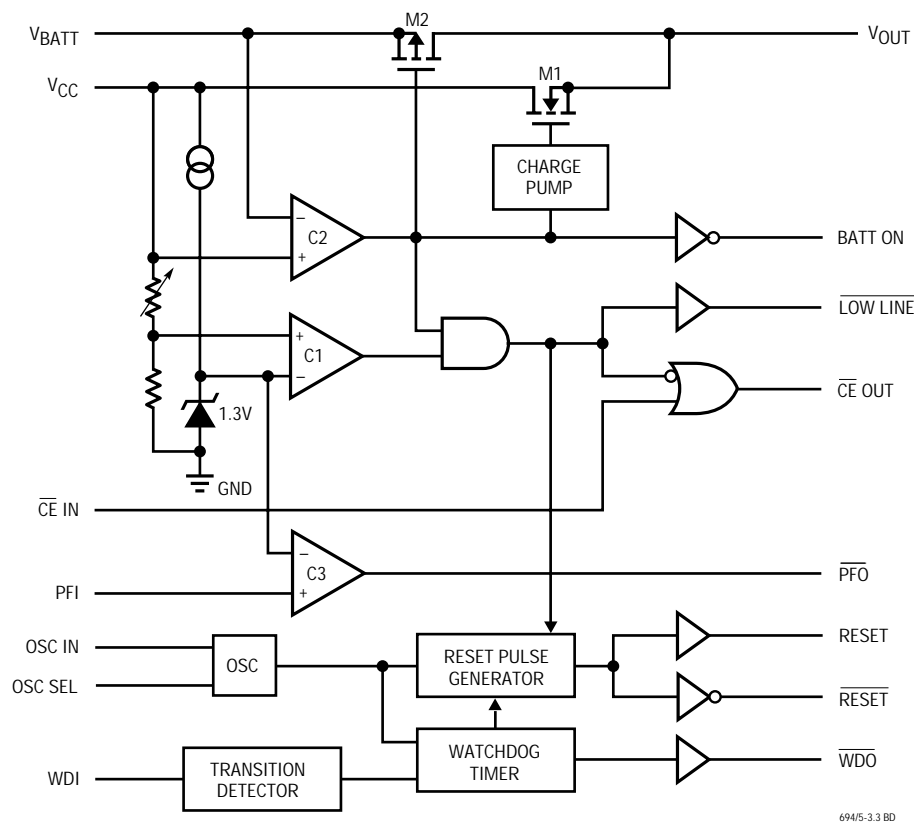 M2
VBATT
VOUT
VCC
M1
CHARGE
PUMP
−
C2
+
BATT ON
LOW LINE
+
C1
−
CE OUT
1.3V
GND
CE IN
−
C3
+
PFO
PFI
OSC IN
OSC SEL
OSC
RESET PULSE
GENERATOR
RESET
RESET
WATCHDOG
TIMER
WDO
WDI
TRANSITION
DETECTOR
694/5-3.3 BD